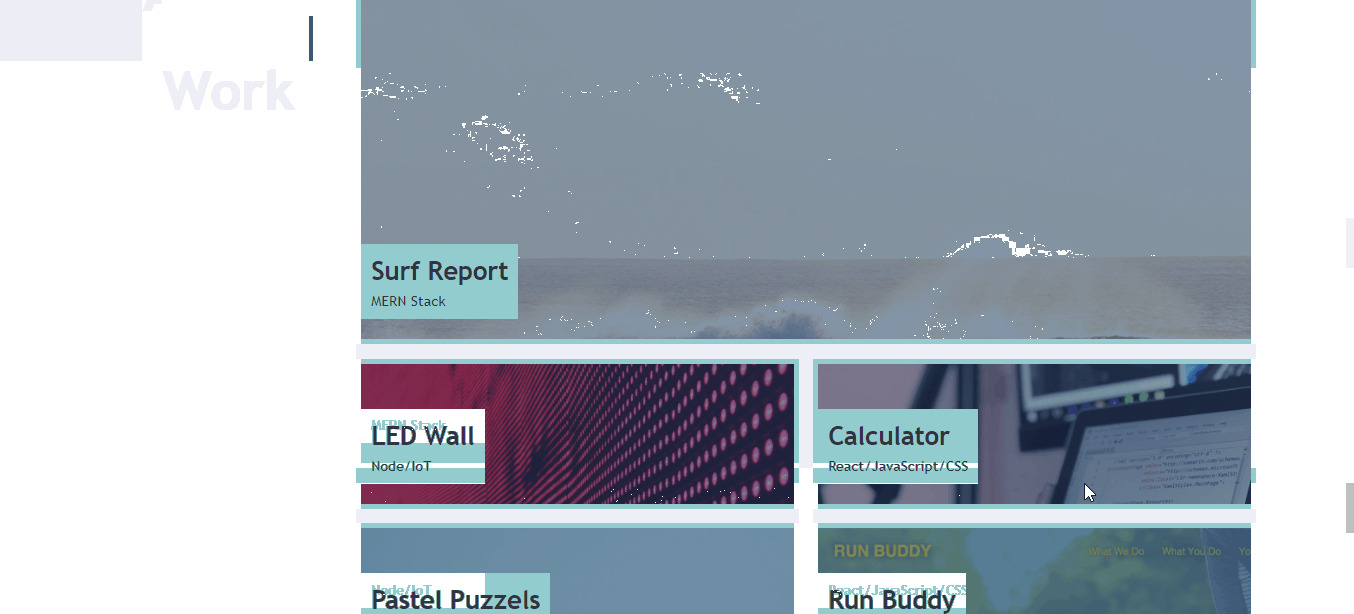 Work
Surf Report
MERN Stack
MERN Stack
LED Wall
Node/IoT
Calculator
React/JavaScript/CSS
RUN BUDDY
What We Do
What You Do
Yo
Node/IoT
Pastel Puzzels
React/JavaScript/CSS
Run Buddy